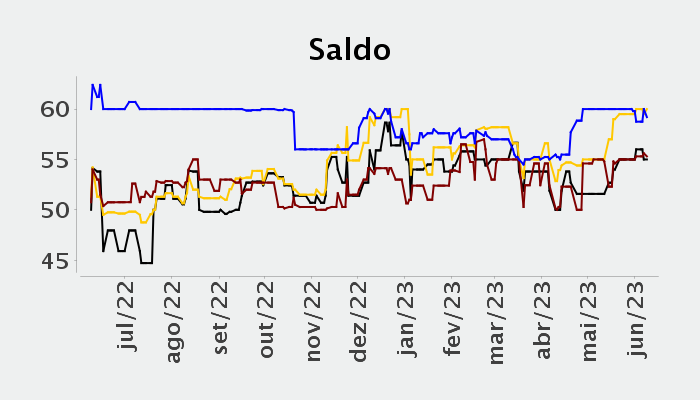 Saldo
60
55
50
45
jul/22
ago/22
set/22
out/22
nov/22
dez/22
jan/23
fev/23
mar/23
abr/23
mai/23
jun/23